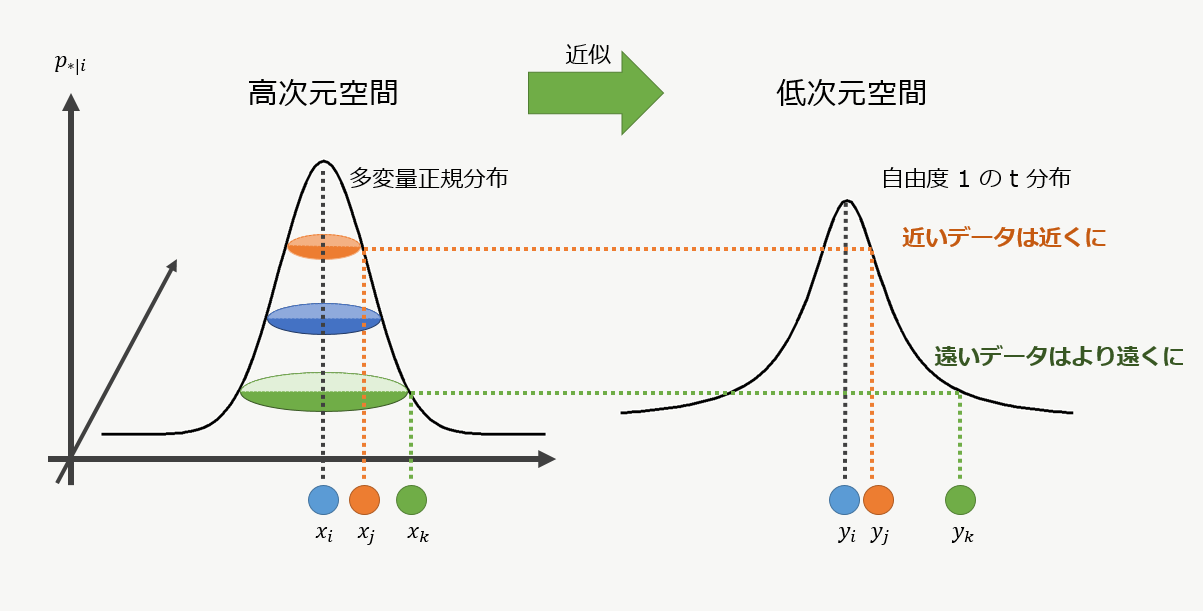 近似
p∗|i
高次元空間
低次元空間
多変量正規分布
自由度 1 の t 分布
近いデータは近くに
遠いデータはより遠くに
xi
xj
xk
yi
yj
yk